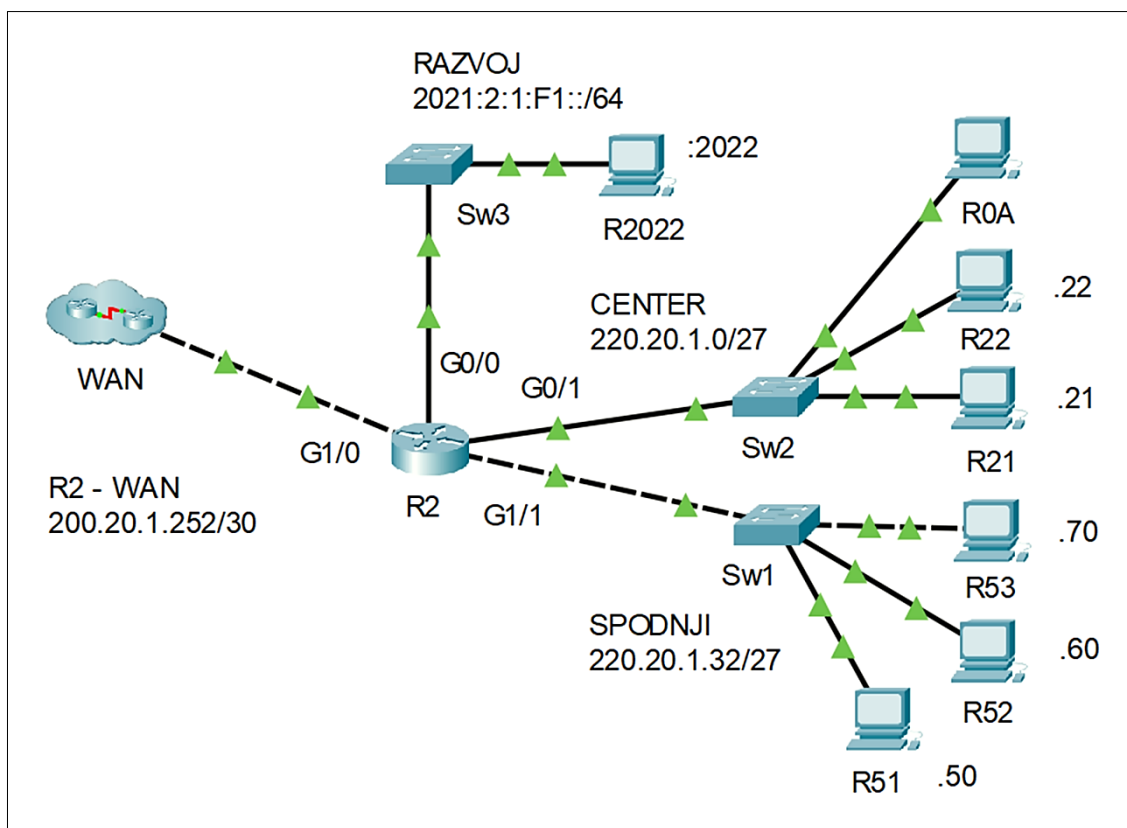 RAZVOJ
2021:2:1:F1::/64
:2022
Sw3
R2022
R0A
CENTER
220.20.1.0/27
.22
R22
WAN
G0/0
G0/1
.21
Sw2
R21
G1/0
R2 - WAN
200.20.1.252/30
R2
G1/1
.70
Sw1
R53
SPODNJI
220.20.1.32/27
.60
R52
R51
.50